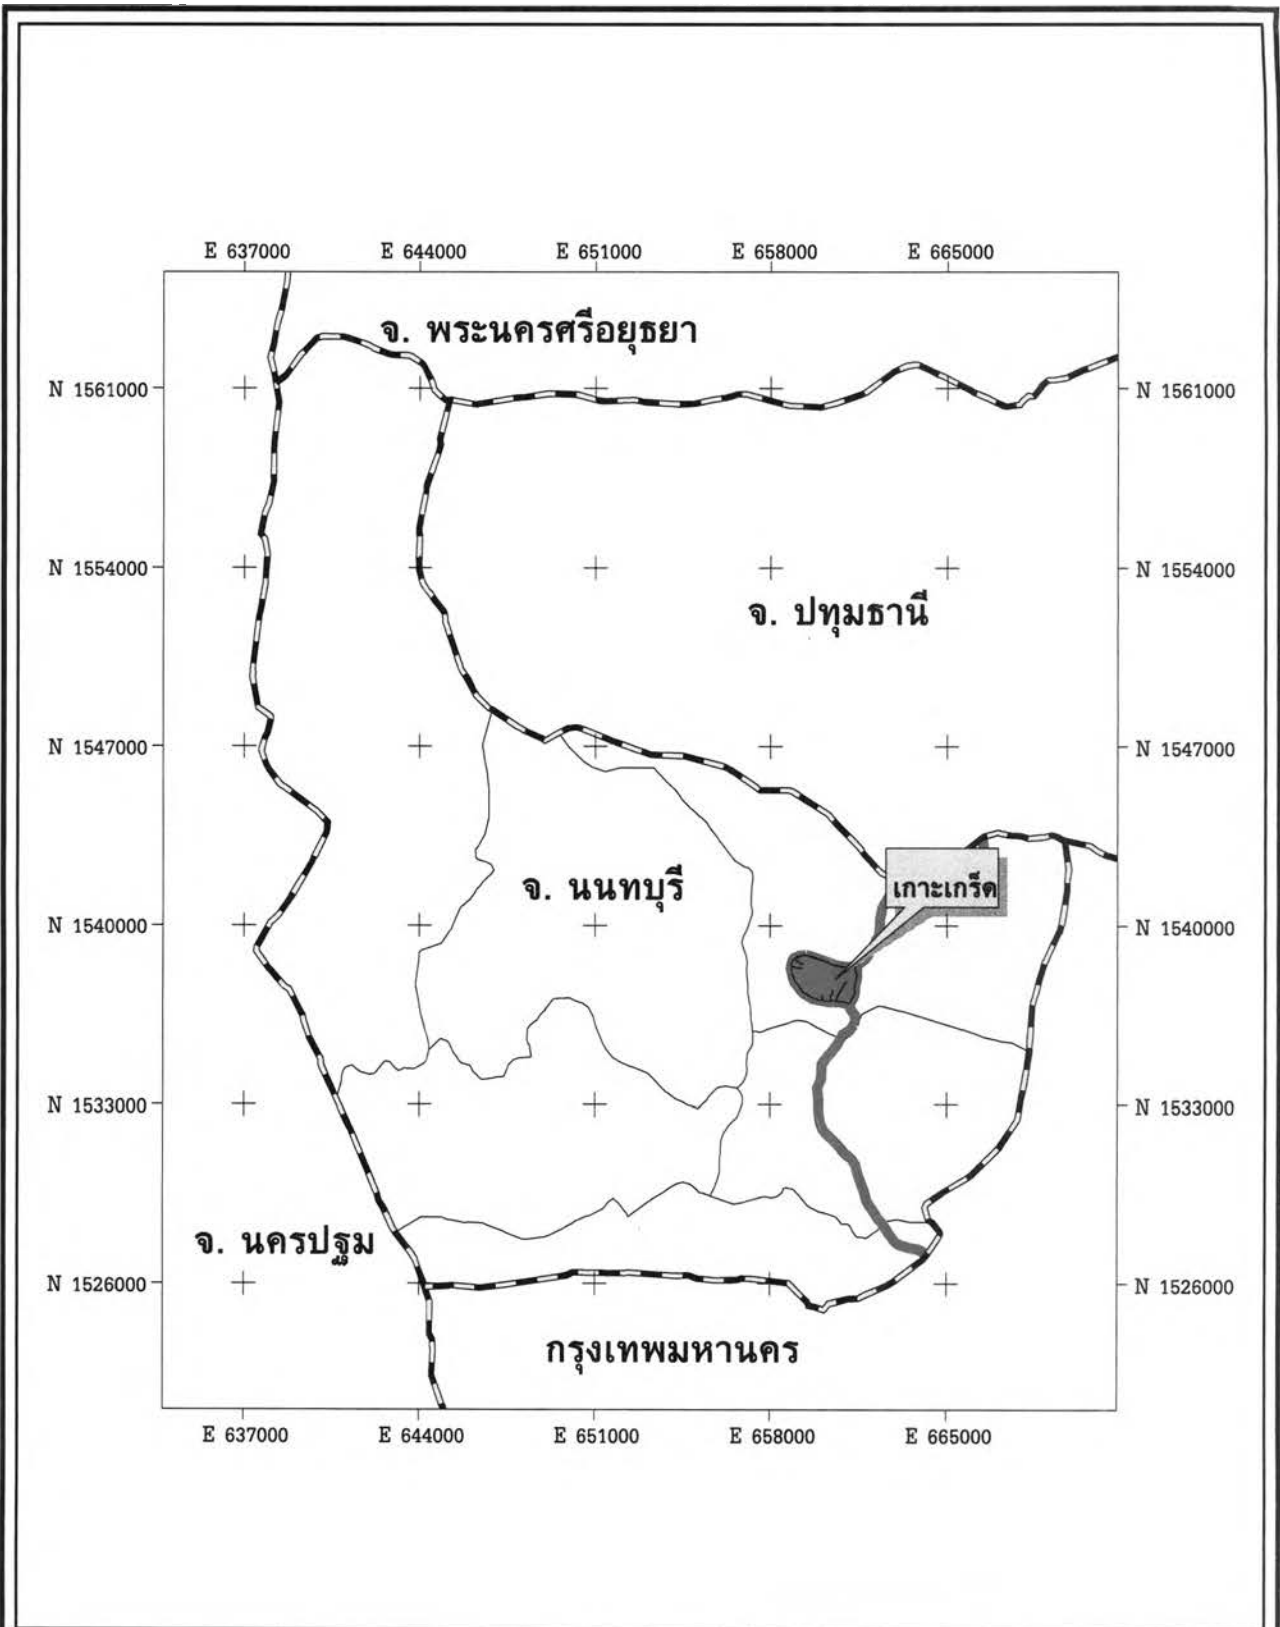 E 637000 E 644000 E 651000 E 658000 E 665000
จ. พระนครศรีอยุธยา
N 1561000 N 1561000
N 1554000 N 1554000
จ. ปทุมธานี
N 1547000 N 1547000
จ. นนทบุรี
เกาะเกร็ด
N 1540000 N 1540000
N 1533000 N 1533000
จ. นครปฐม
N 1526000 N 1526000
กรุงเทพมหานคร
E 637000 E 644000 E 651000 E 658000 E 665000